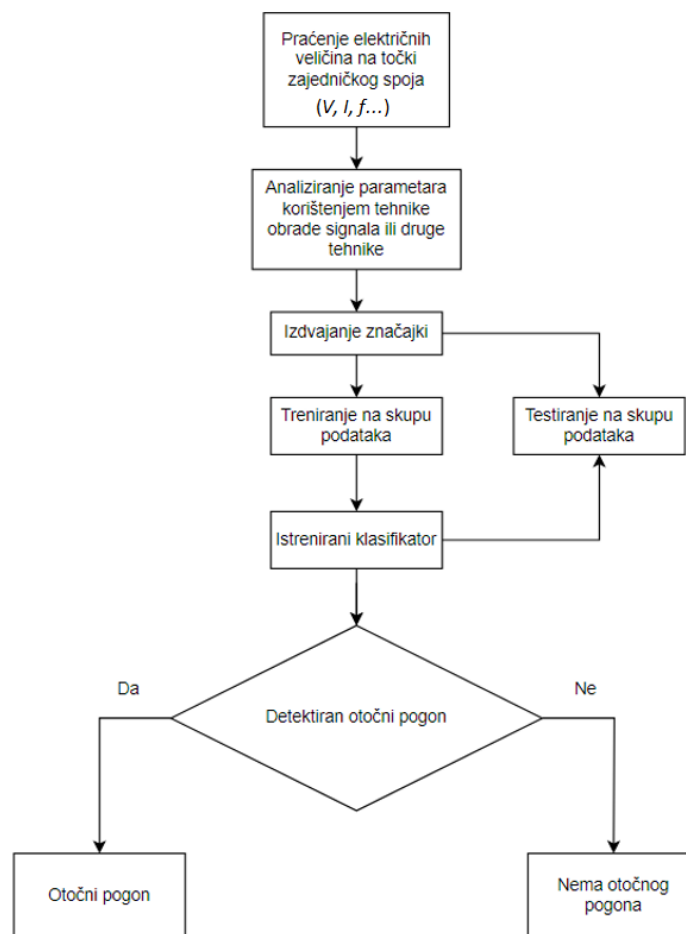 Praćenje električnih
veličina na točki
zajedničkog spoja
(V, I, f...)
Analiziranje parametara
korištenjem tehnike
obrade signala ili druge
tehnike
Izdvajanje značajki
Treniranje na skupu
podataka
Testiranje na skupu
podataka
Istrenirani klasifikator
Da
Ne
Detektiran otočni pogon
Otočni pogon
Nema otočnog
pogona